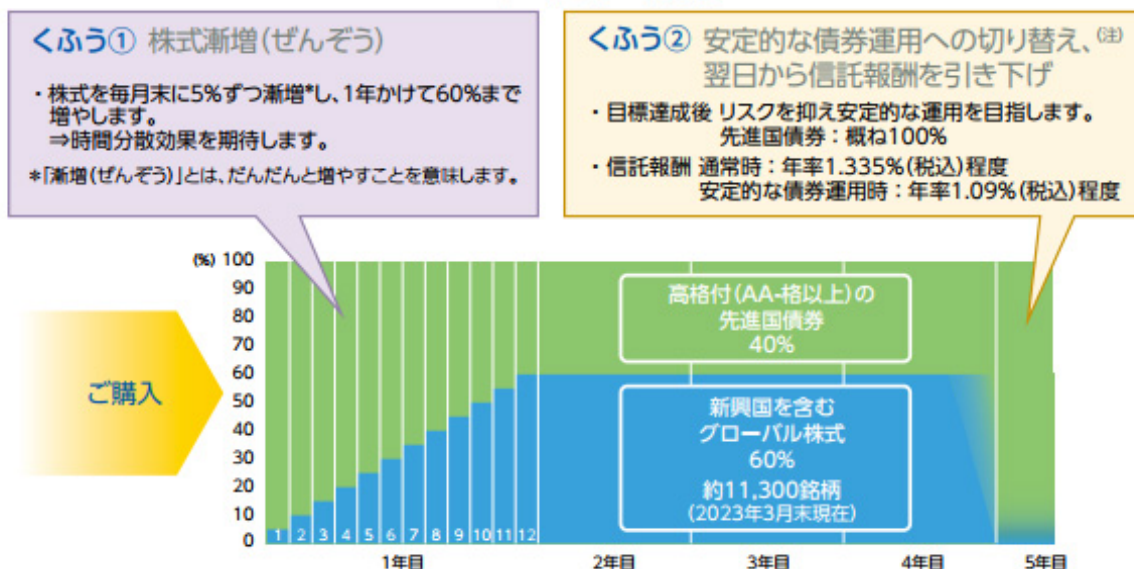 くふう① 株式漸増(ぜんぞう)
・株式を毎月末に5%ずつ漸増*し、1年かけて60%まで
増やします。
⇒時間分散効果を期待します。
*「漸増(ぜんぞう)」とは、だんだんと増やすことを意味します。
くふう② 安定的な債券運用への切り替え、(注)
翌日から信託報酬を引き下げ
・目標達成後 リスクを抑え安定的な運用を目指します。
先進国債券:概ね100%
・信託報酬 通常時:年率1.335%(税込)程度
安定的な債券運用時:年率1.09%(税込)程度
ご購入
(%) 100
90
80
70
60
50
40
30
20
10
0
高格付(AA-格以上)の
先進国債券
40%
新興国を含む
グローバル株式
60%
約11,300銘柄
(2023年3月末現在)
1 2 3 4 5 6 7 8 9 10 11 12
1年目 2年目 3年目 4年目 5年目